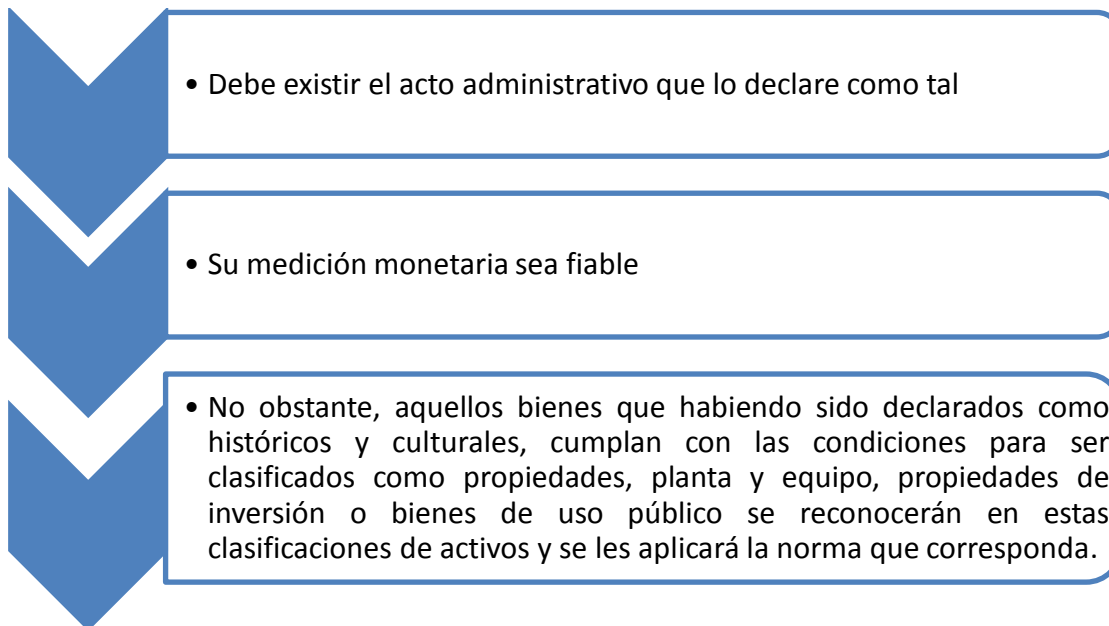 • Debe existir el acto administrativo que lo declare como tal
• Su medición monetaria sea fiable
• No obstante, aquellos bienes que habiendo sido declarados como
históricos y culturales, cumplan con las condiciones para ser
clasificados como propiedades, planta y equipo, propiedades de
inversión o bienes de uso público se reconocerán en estas
clasificaciones de activos y se les aplicará la norma que corresponda.